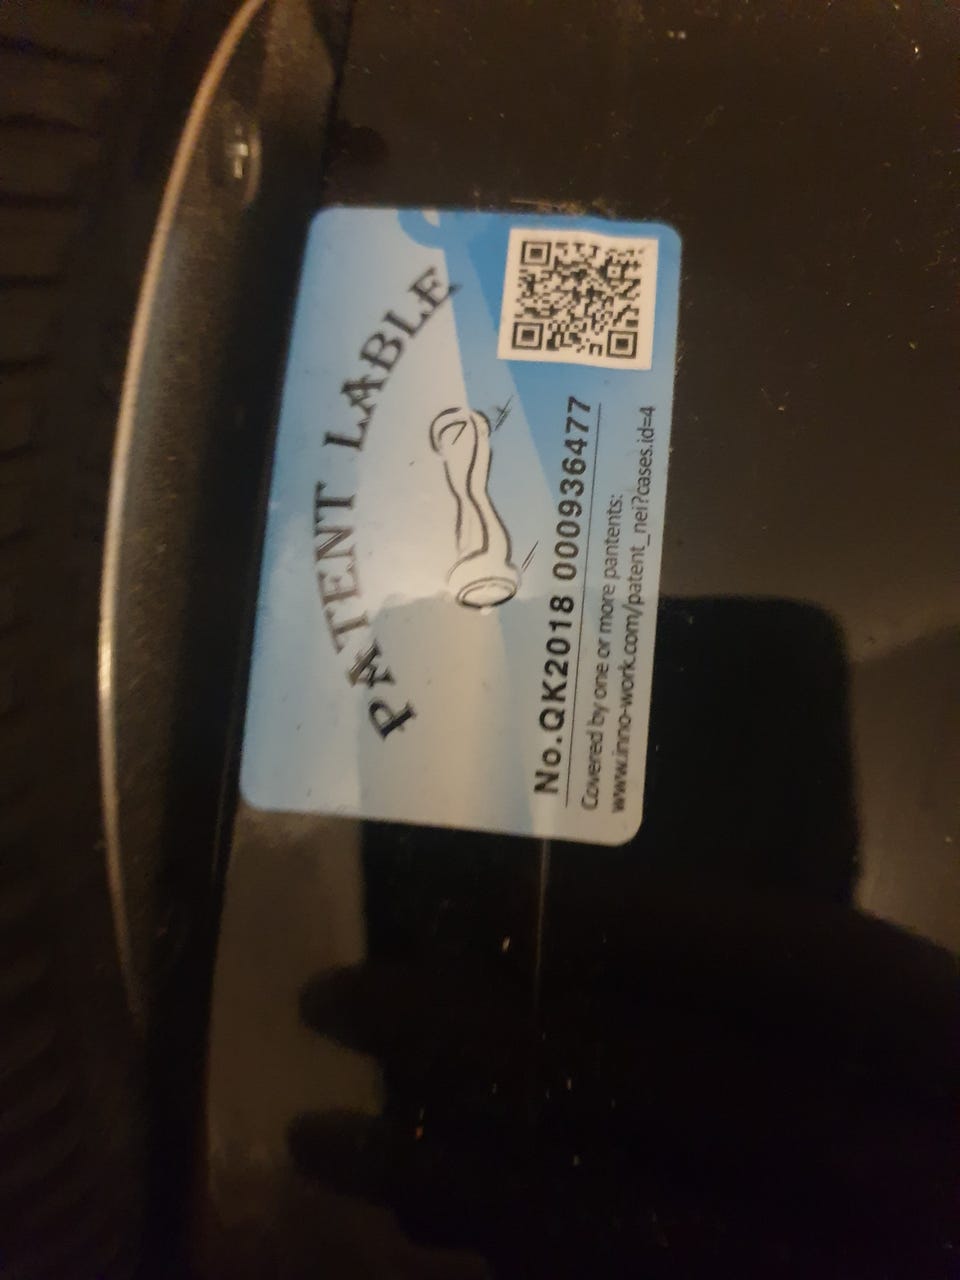 PATENT LABLE
No.QK2018 000936477
Covered by one or more pantents:
www.inno-work.com/patent_nei?cases.id=4